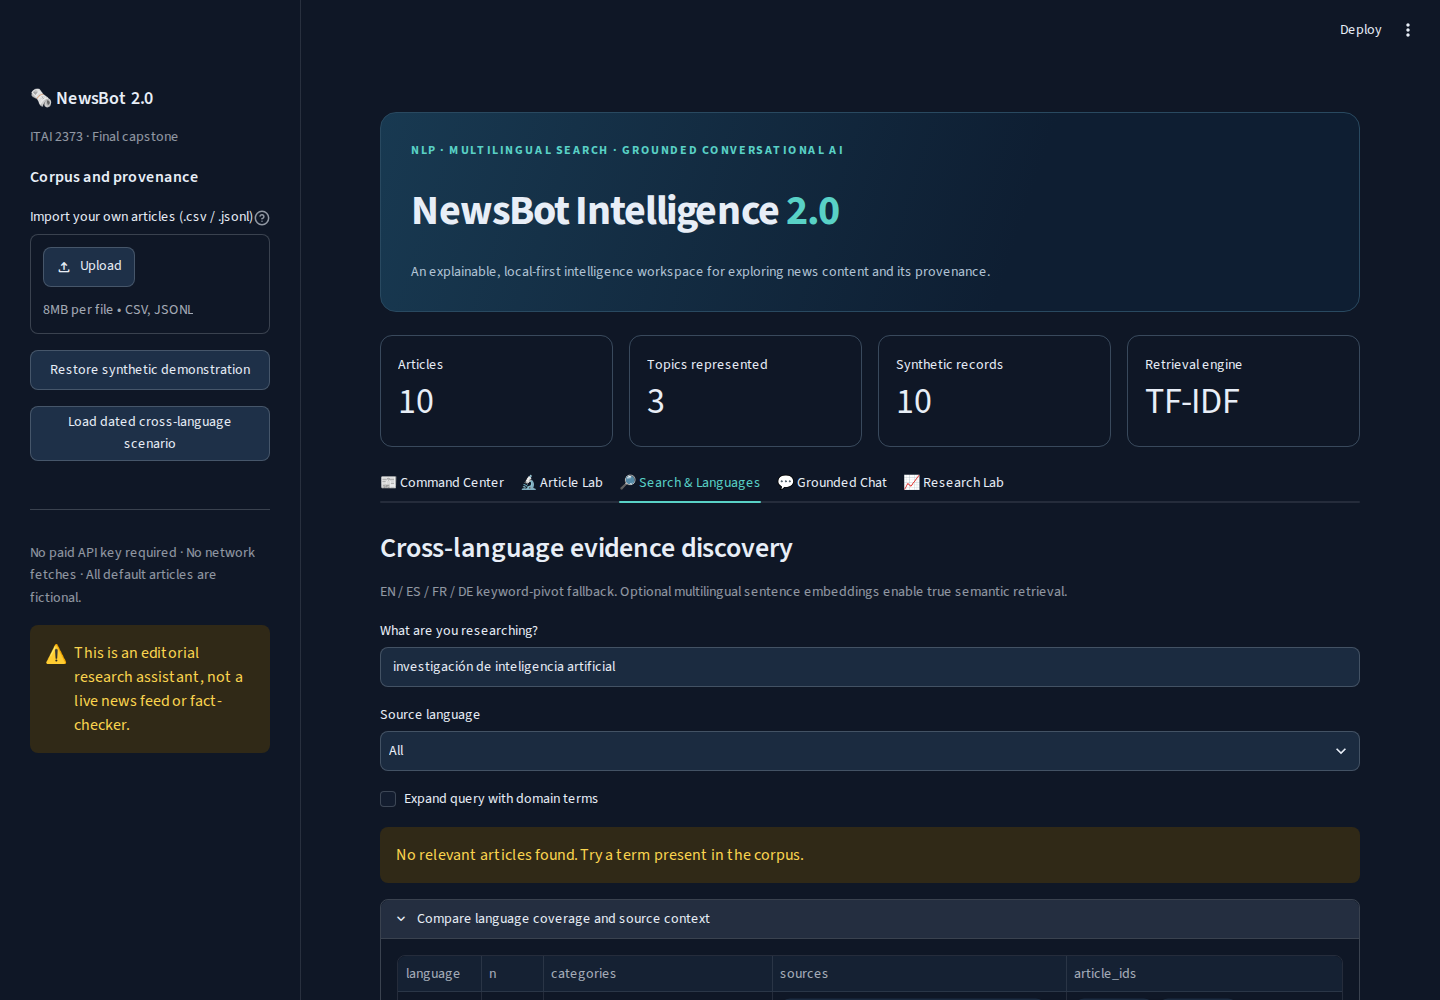 Deploy
NewsBot 2.0
ITAI 2373 · Final capstone
Corpus and provenance
Import your own articles (.csv / .jsonl)
Upload
8MB per file • CSV, JSONL
Restore synthetic demonstration
Load dated cross-language
scenario
No paid API key required · No network
fetches · All default articles are
fictional.
This is an editorial
research assistant, not a
live news feed or fact-
checker.
NLP · MULTILINGUAL SEARCH · GROUNDED CONVERSATIONAL AI
NewsBot Intelligence 2.0
An explainable, local-first intelligence workspace for exploring news content and its provenance.
Articles
10
Topics represented
3
Synthetic records
10
Retrieval engine
TF-IDF
Command Center Article Lab Search & Languages Grounded Chat Research Lab
Cross-language evidence discovery
EN / ES / FR / DE keyword-pivot fallback. Optional multilingual sentence embeddings enable true semantic retrieval.
What are you researching?
investigación de inteligencia artificial
Source language
All
Expand query with domain terms
No relevant articles found. Try a term present in the corpus.
Compare language coverage and source context
language n categories sources article_ids